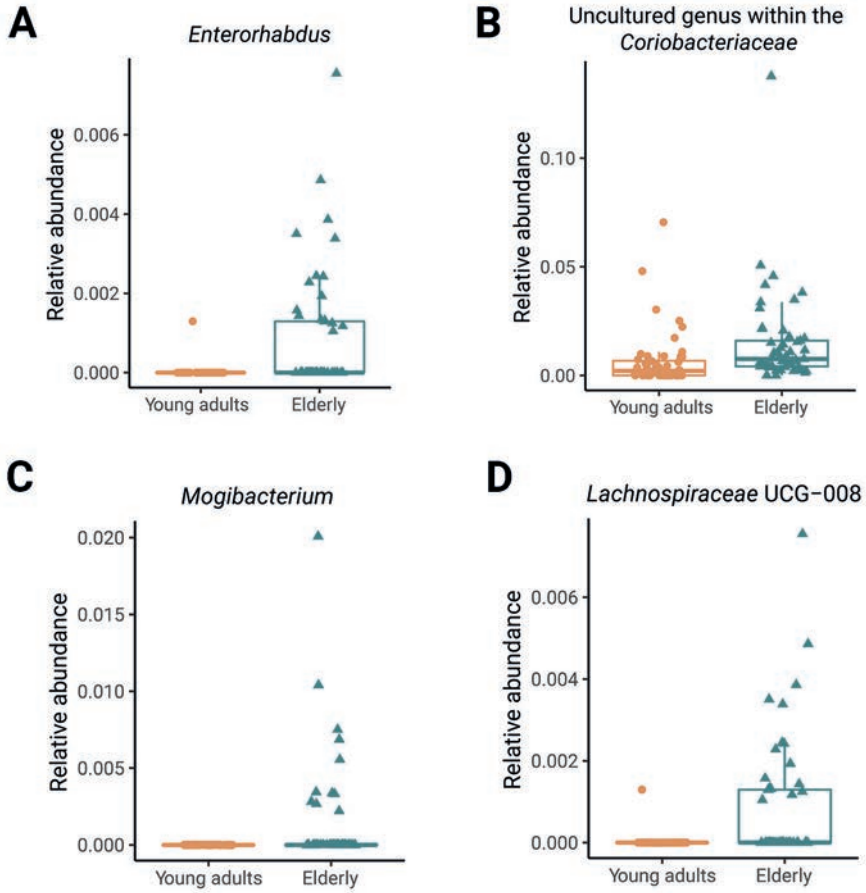 A
Enterorhabdus
Relative abundance
0.006
0.004
0.002
0.000
Young adults
Elderly
B
Uncultured genus within the
Coriobacteriaceae
Relative abundance
0.10
0.05
0.00
Young adults
Elderly
C
Mogibacterium
Relative abundance
0.020
0.015
0.010
0.005
0.000
Young adults
Elderly
D
Lachnospiraceae UCG−008
Relative abundance
0.006
0.004
0.002
0.000
Young adults
Elderly